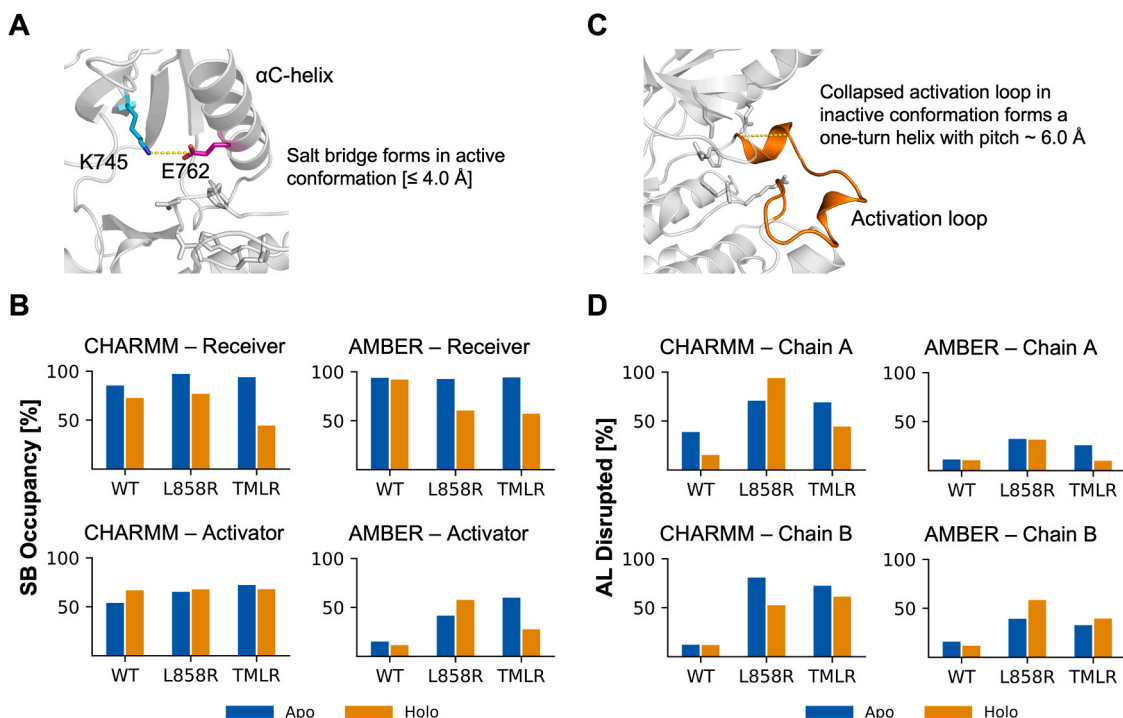 A
αC-helix
K745
E762
Salt bridge forms in active
conformation [≤ 4.0 Å]
C
Collapsed activation loop in
inactive conformation forms a
one-turn helix with pitch ~ 6.0 Å
Activation loop
B
SB Occupancy [%]
CHARMM – Receiver
100
50
WT L858R TMLR
AMBER – Receiver
100
50
WT L858R TMLR
CHARMM – Activator
100
50
WT L858R TMLR
AMBER – Activator
100
50
WT L858R TMLR
Apo Holo
D
AL Disrupted [%]
CHARMM – Chain A
100
50
WT L858R TMLR
AMBER – Chain A
100
50
WT L858R TMLR
CHARMM – Chain B
100
50
WT L858R TMLR
AMBER – Chain B
100
50
WT L858R TMLR
Apo Holo